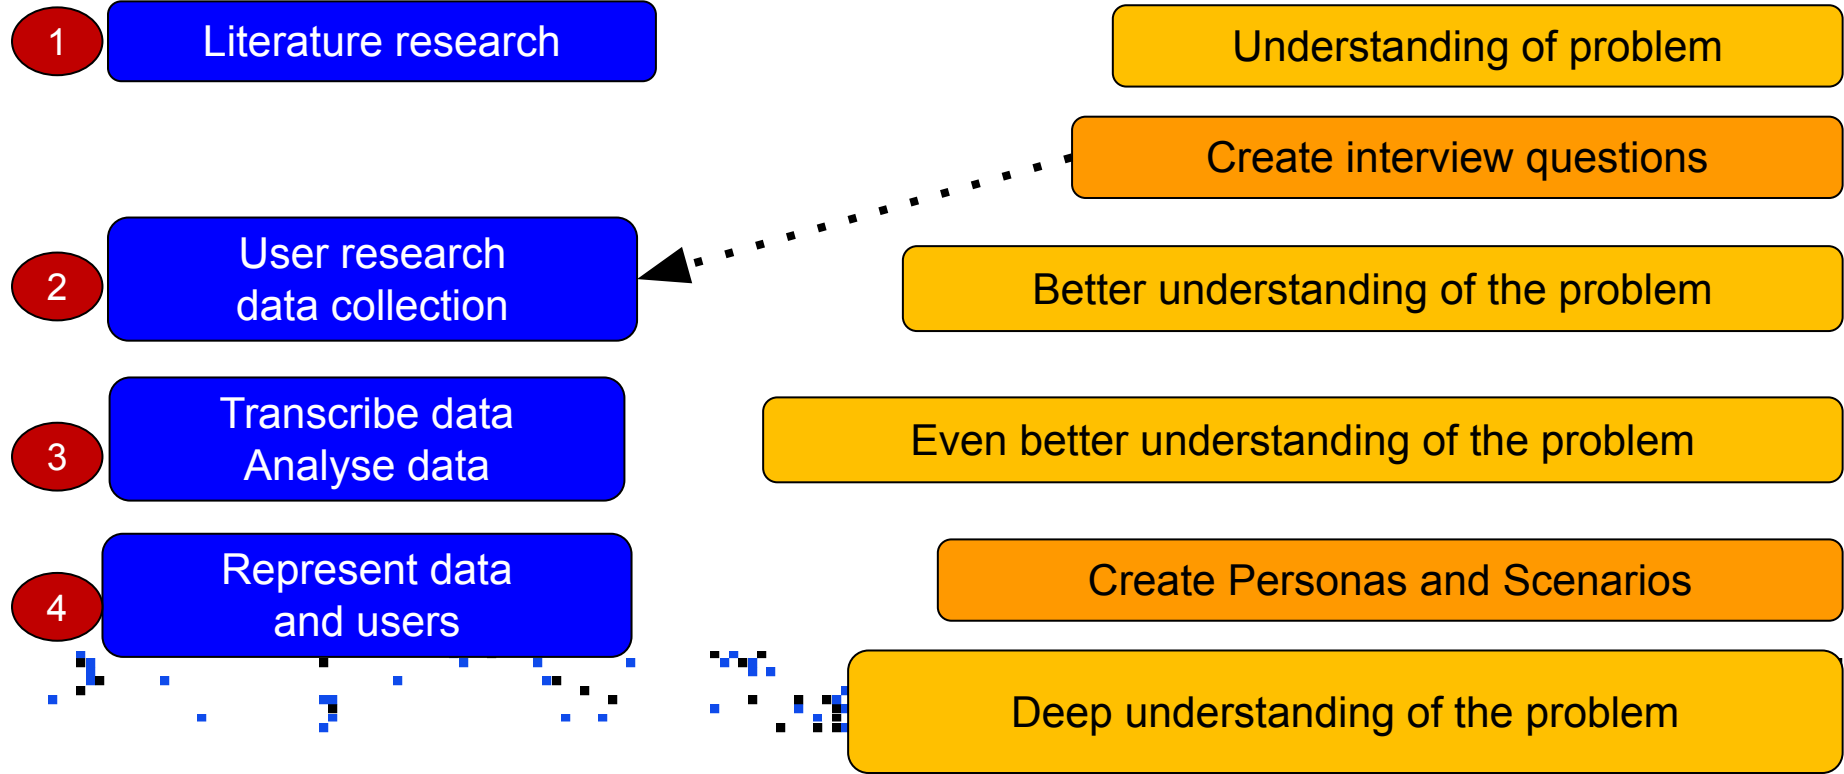 1
Literature research
Understanding of problem
Create interview questions
2
User research
data collection
Better understanding of the problem
3
Transcribe data
Analyse data
Even better understanding of the problem
4
Represent data
and users
Create Personas and Scenarios
Deep understanding of the problem